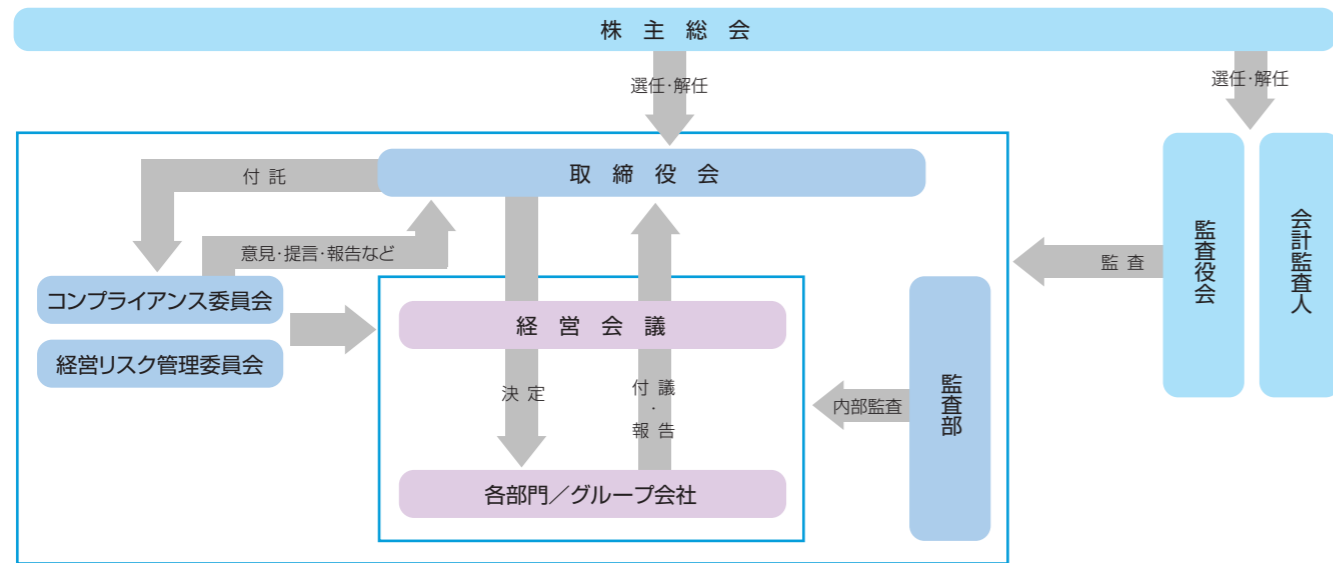 株主総会
選任・解任
選任・解任
取締役会
付託
意見・提言・報告など
コンプライアンス委員会
経営リスク管理委員会
経営会議
決定
付議
・
報告
各部門／グループ会社
内部監査
監査部
監査
監査役会
会計監査人